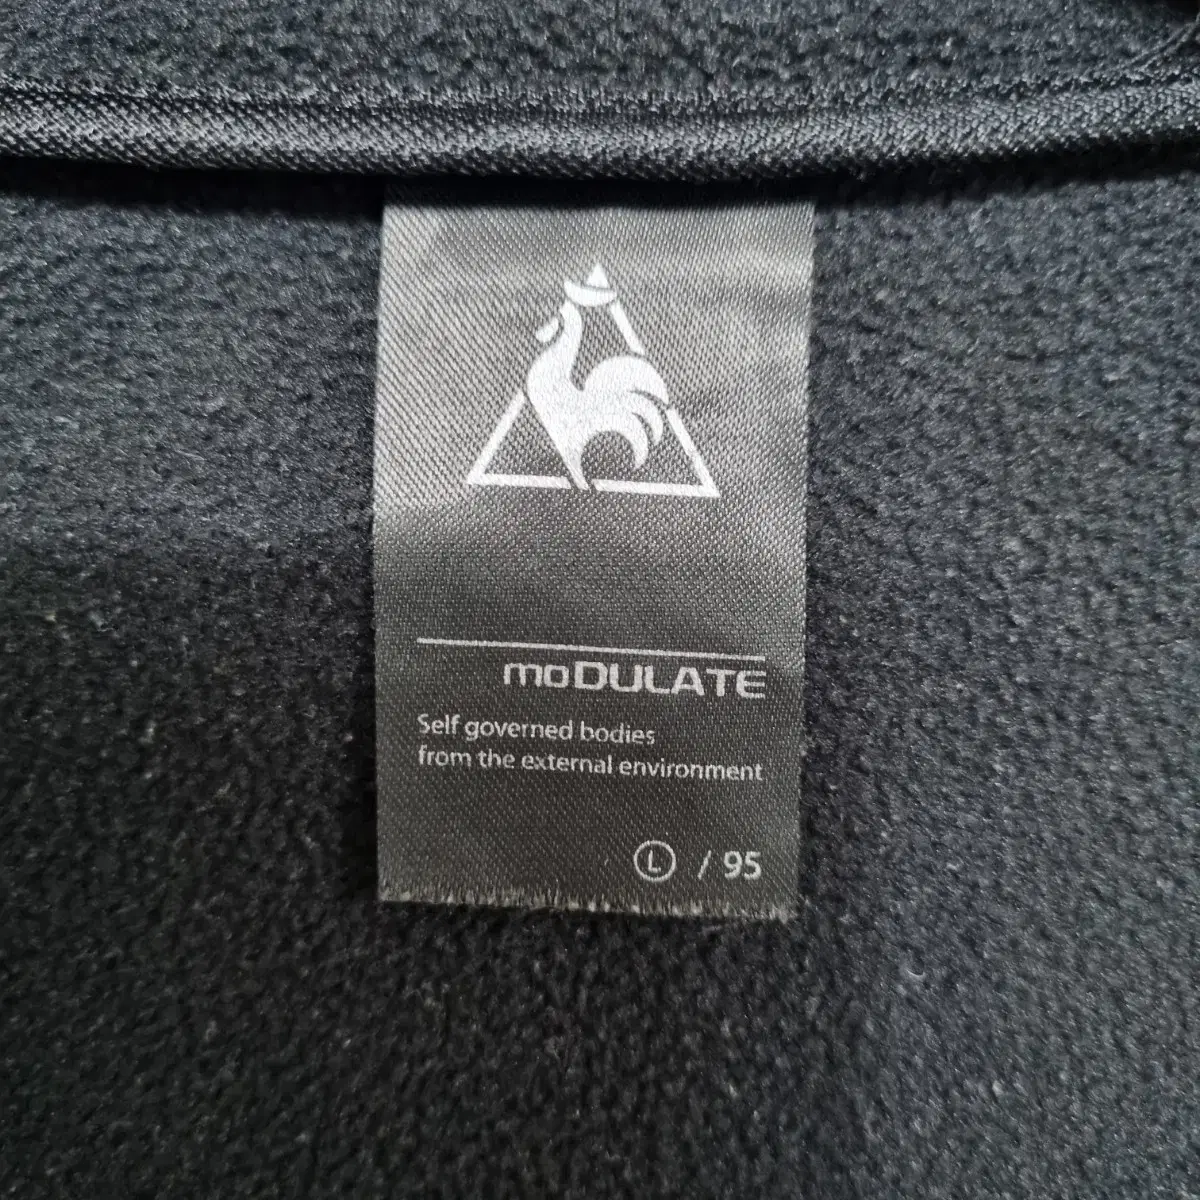 moDULATE
Self governed bodies
from the external environment
L / 95